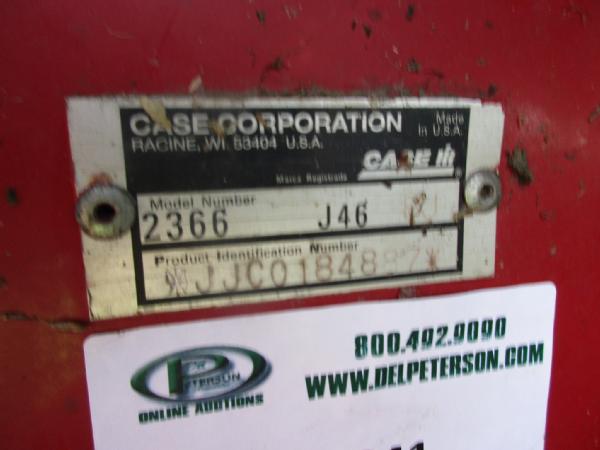 CASE CORPORATION
Made in U.S.A.
RACINE, WI. 53404 U.S.A.
Marca Registrada
CASE IH
Model Number
2366 J46
Product Identification Number
PETERSON
ONLINE AUCTIONS
800.492.9090
WWW.DELPETERSON.COM